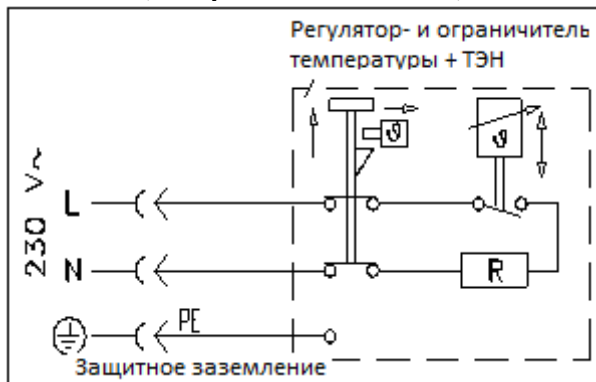 Регулятор- и ограничитель
температуры + ТЭН
ϑ
ϑ
230 V~
L
N
R
PE
Защитное заземление